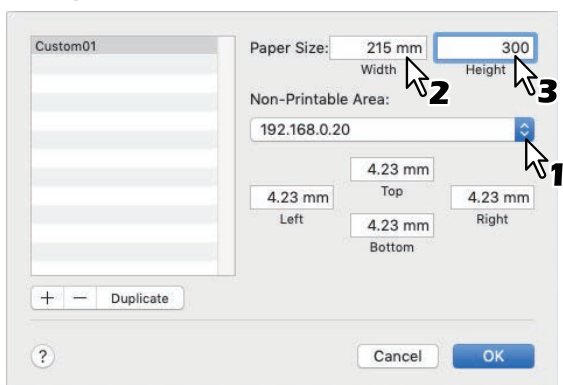 Custom01
Paper Size: 215 mm 300
Width Height
2 3
Non-Printable Area:
192.168.0.20
1
4.23 mm
Top
4.23 mm 4.23 mm
Left Right
4.23 mm
Bottom
+ − Duplicate
? Cancel OK